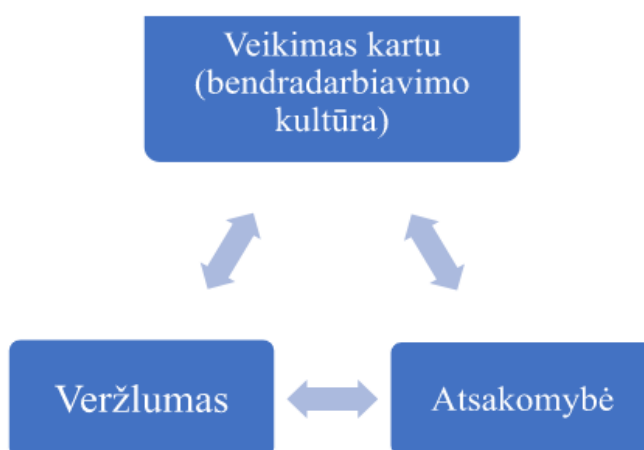 Veikimas kartu
(bendradarbiavimo
kultūra)
Veržlumas
Atsakomybė